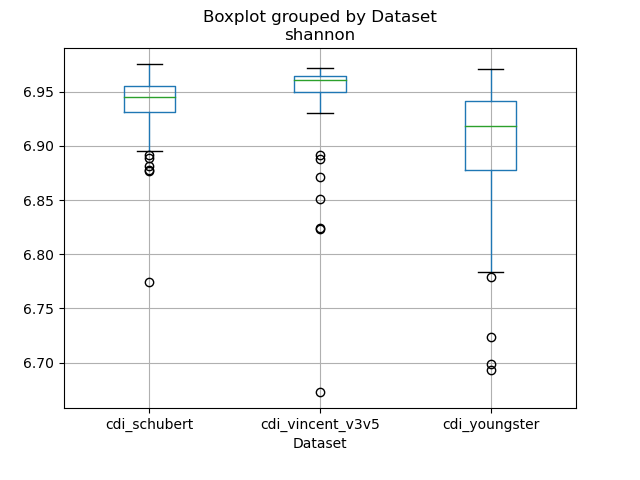 Boxplot grouped by Dataset
shannon
6.95
6.90
6.85
6.80
6.75
6.70
cdi_schubert cdi_vincent_v3v5 cdi_youngster
Dataset